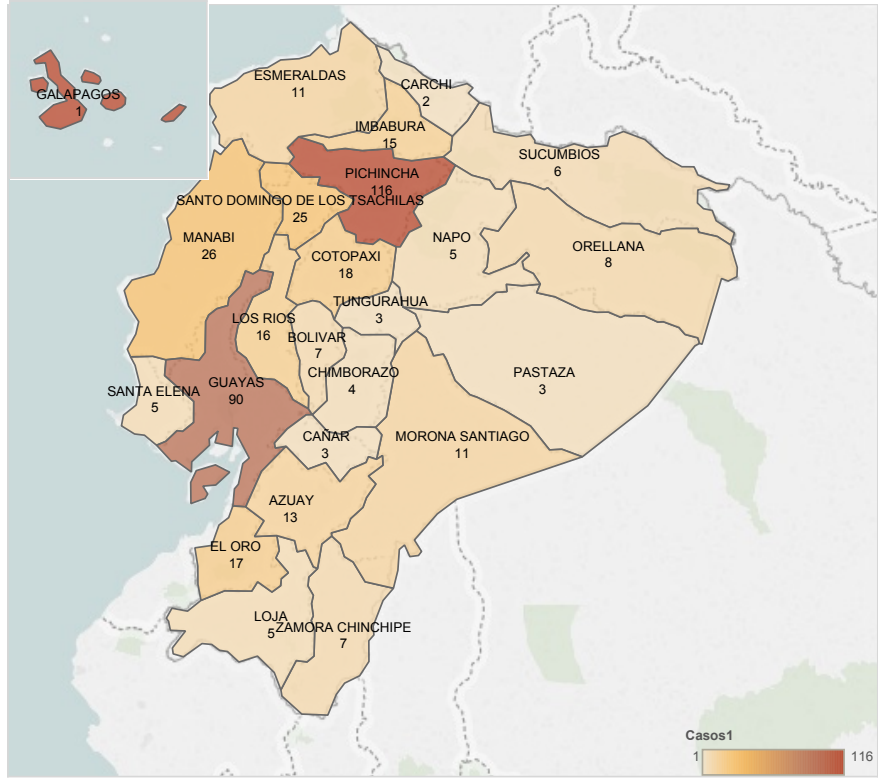 GALAPAGOS
1
ESMERALDAS
11
CARCHI
2
IMBABURA
15
SUCUMBIOS
6
PICHINCHA
116
SANTO DOMINGO DE LOS TSACHILAS
25
MANABI
26
NAPO
5
ORELLANA
8
COTOPAXI
18
TUNGURAHUA
3
LOS RIOS
16
BOLIVAR
7
CHIMBORAZO
4
PASTAZA
3
SANTA ELENA
5
GUAYAS
90
CAÑAR
3
MORONA SANTIAGO
11
AZUAY
13
EL ORO
17
LOJA
5
ZAMORA CHINCHIPE
7
Casos1
1 116